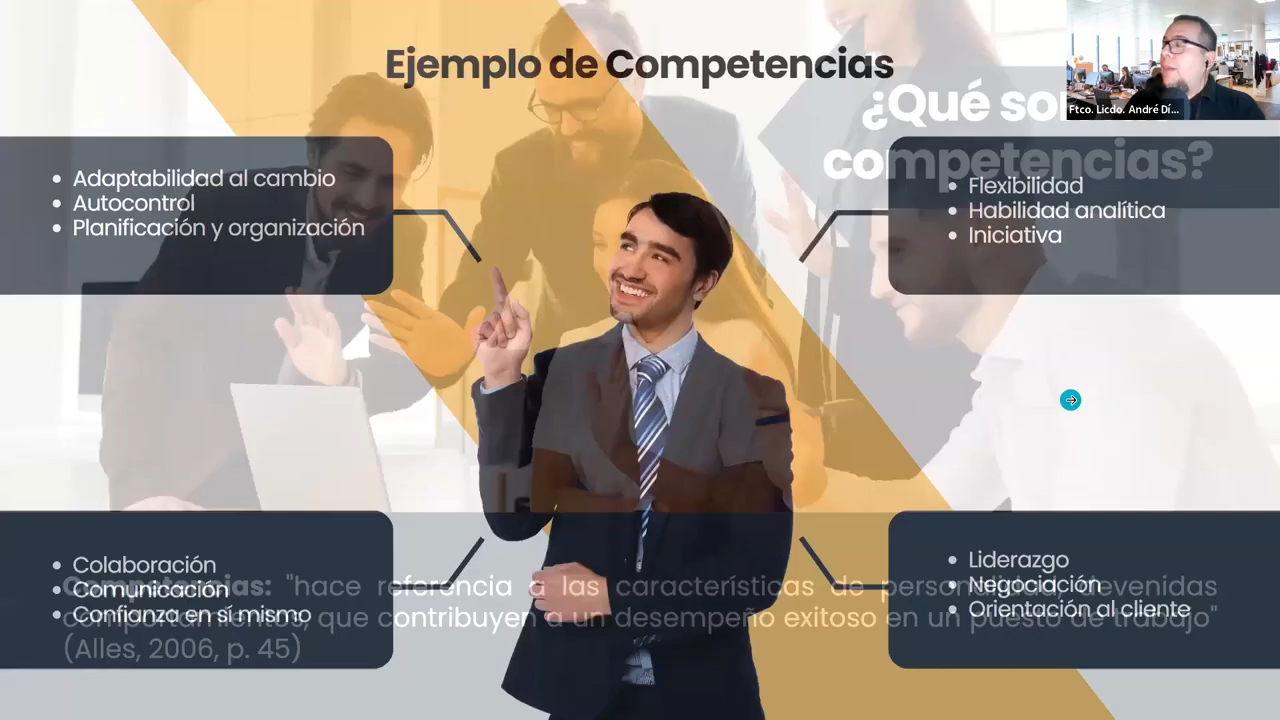 Ejemplo de Competencias
¿Qué son
competencias?
Ftco. Licdo. André Dí...
Adaptabilidad al cambio
Autocontrol
Planificación y organización
Flexibilidad
Habilidad analítica
Iniciativa
Colaboración
Comunicación
Confianza en sí mismo
Liderazgo
Negociación
Orientación al cliente
Competencias: "hace referencia a las características de personalidad, devenidas
que contribuyen a un desempeño exitoso en un puesto de trabajo"
(Alles, 2006, p. 45)